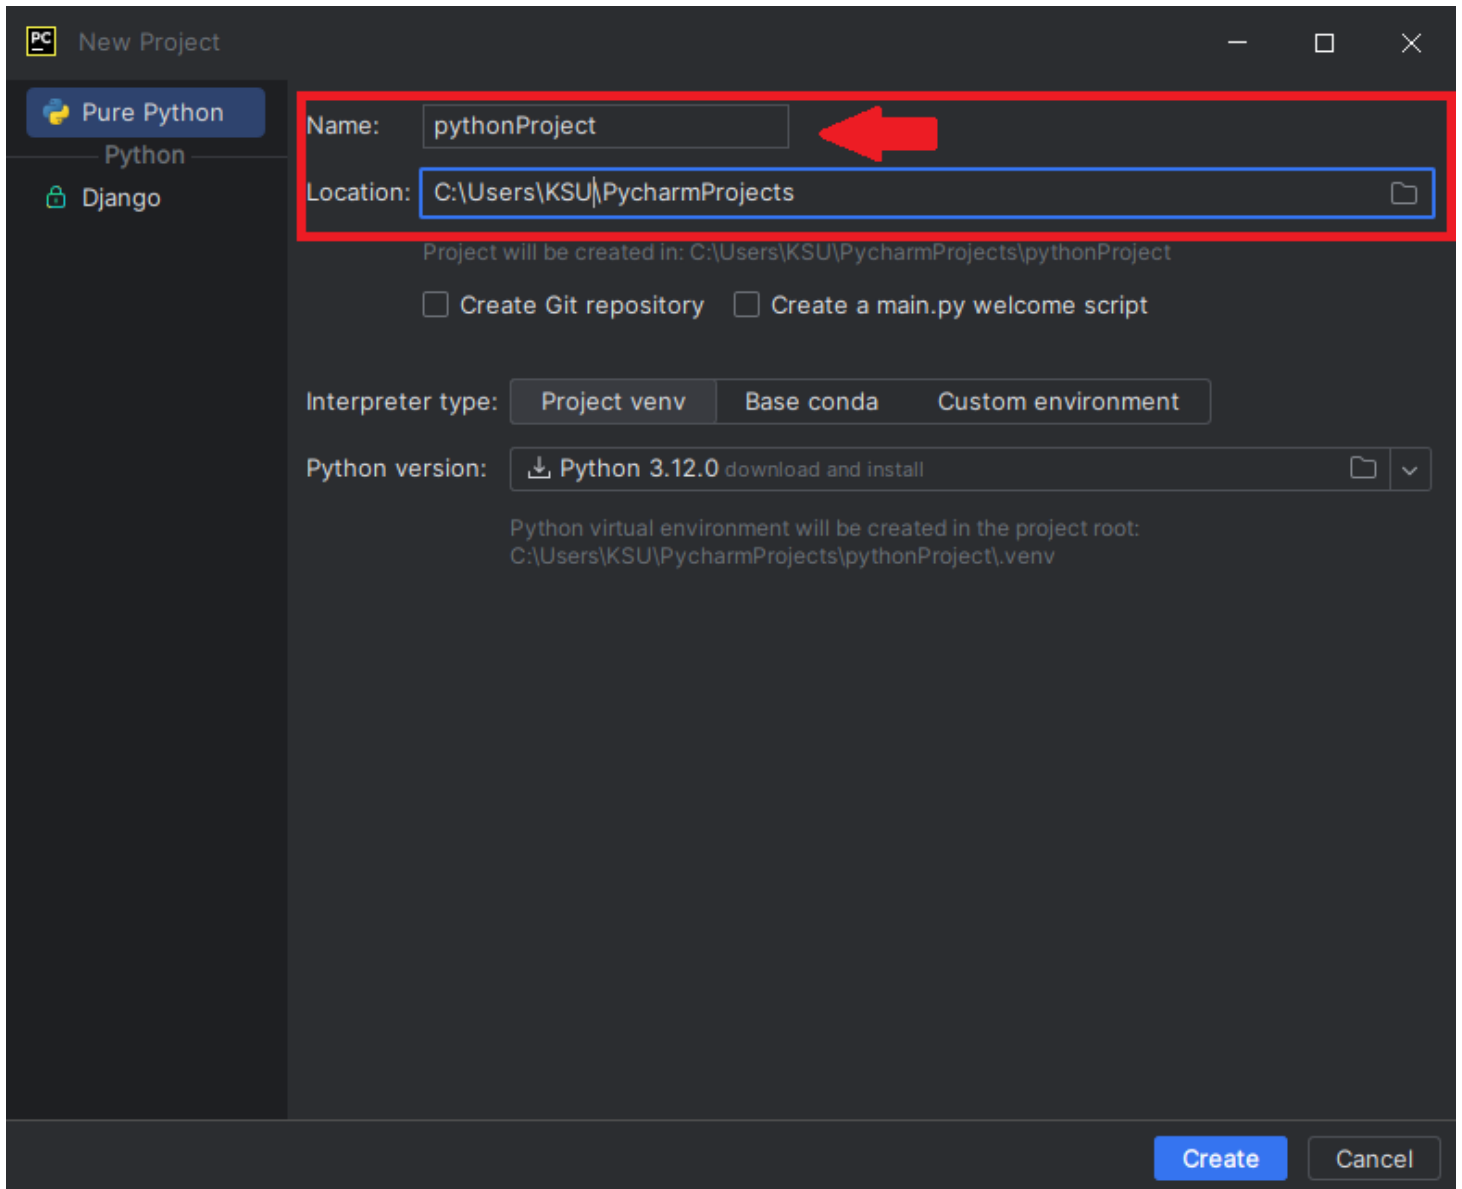 PC New Project
Pure Python
Python
Django
Name: pythonProject
Location: C:\Users\KSU\PycharmProjects
Project will be created in: C:\Users\KSU\PycharmProjects\pythonProject
Create Git repository Create a main.py welcome script
Interpreter type: Project venv Base conda Custom environment
Python version: Python 3.12.0 download and install
Python virtual environment will be created in the project root:
C:\Users\KSU\PycharmProjects\pythonProject\.venv
Create Cancel